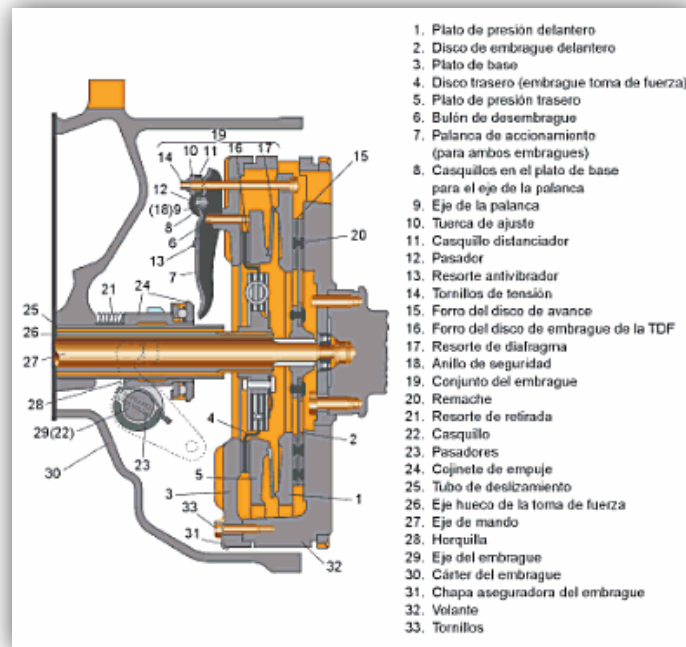 1. Plato de presión delantero
2. Disco de embrague delantero
3. Plato de base
4. Disco trasero (embrague toma de fuerza)
5. Plato de presión trasero
6. Bulón de desembrague
7. Palanca de accionamiento
(para ambos embragues)
8. Casquillos en el plato de base
para el eje de la palanca
9. Eje de la palanca
10. Tuerca de ajuste
11. Casquillo distanciador
12. Pasador
13. Resorte antivibrador
14. Tornillos de tensión
15. Forro del disco de avance
16. Forro del disco de embrague de la TDF
17. Resorte de diafragma
18. Anillo de seguridad
19. Conjunto del embrague
20. Remache
21. Resorte de retirada
22. Casquillo
23. Pasadores
24. Cojinete de empuje
25. Tubo de deslizamiento
26. Eje hueco de la toma de fuerza
27. Eje de mando
28. Horquilla
29. Eje del embrague
30. Cárter del embrague
31. Chapa aseguradora del embrague
32. Volante
33. Tornillos
19
10 11 16 17 15
14
12
(18)9
8
6
20
13
7
21 24
25
26
27
28
29(22)
23
30
4
2
5
3
1
33
31
32